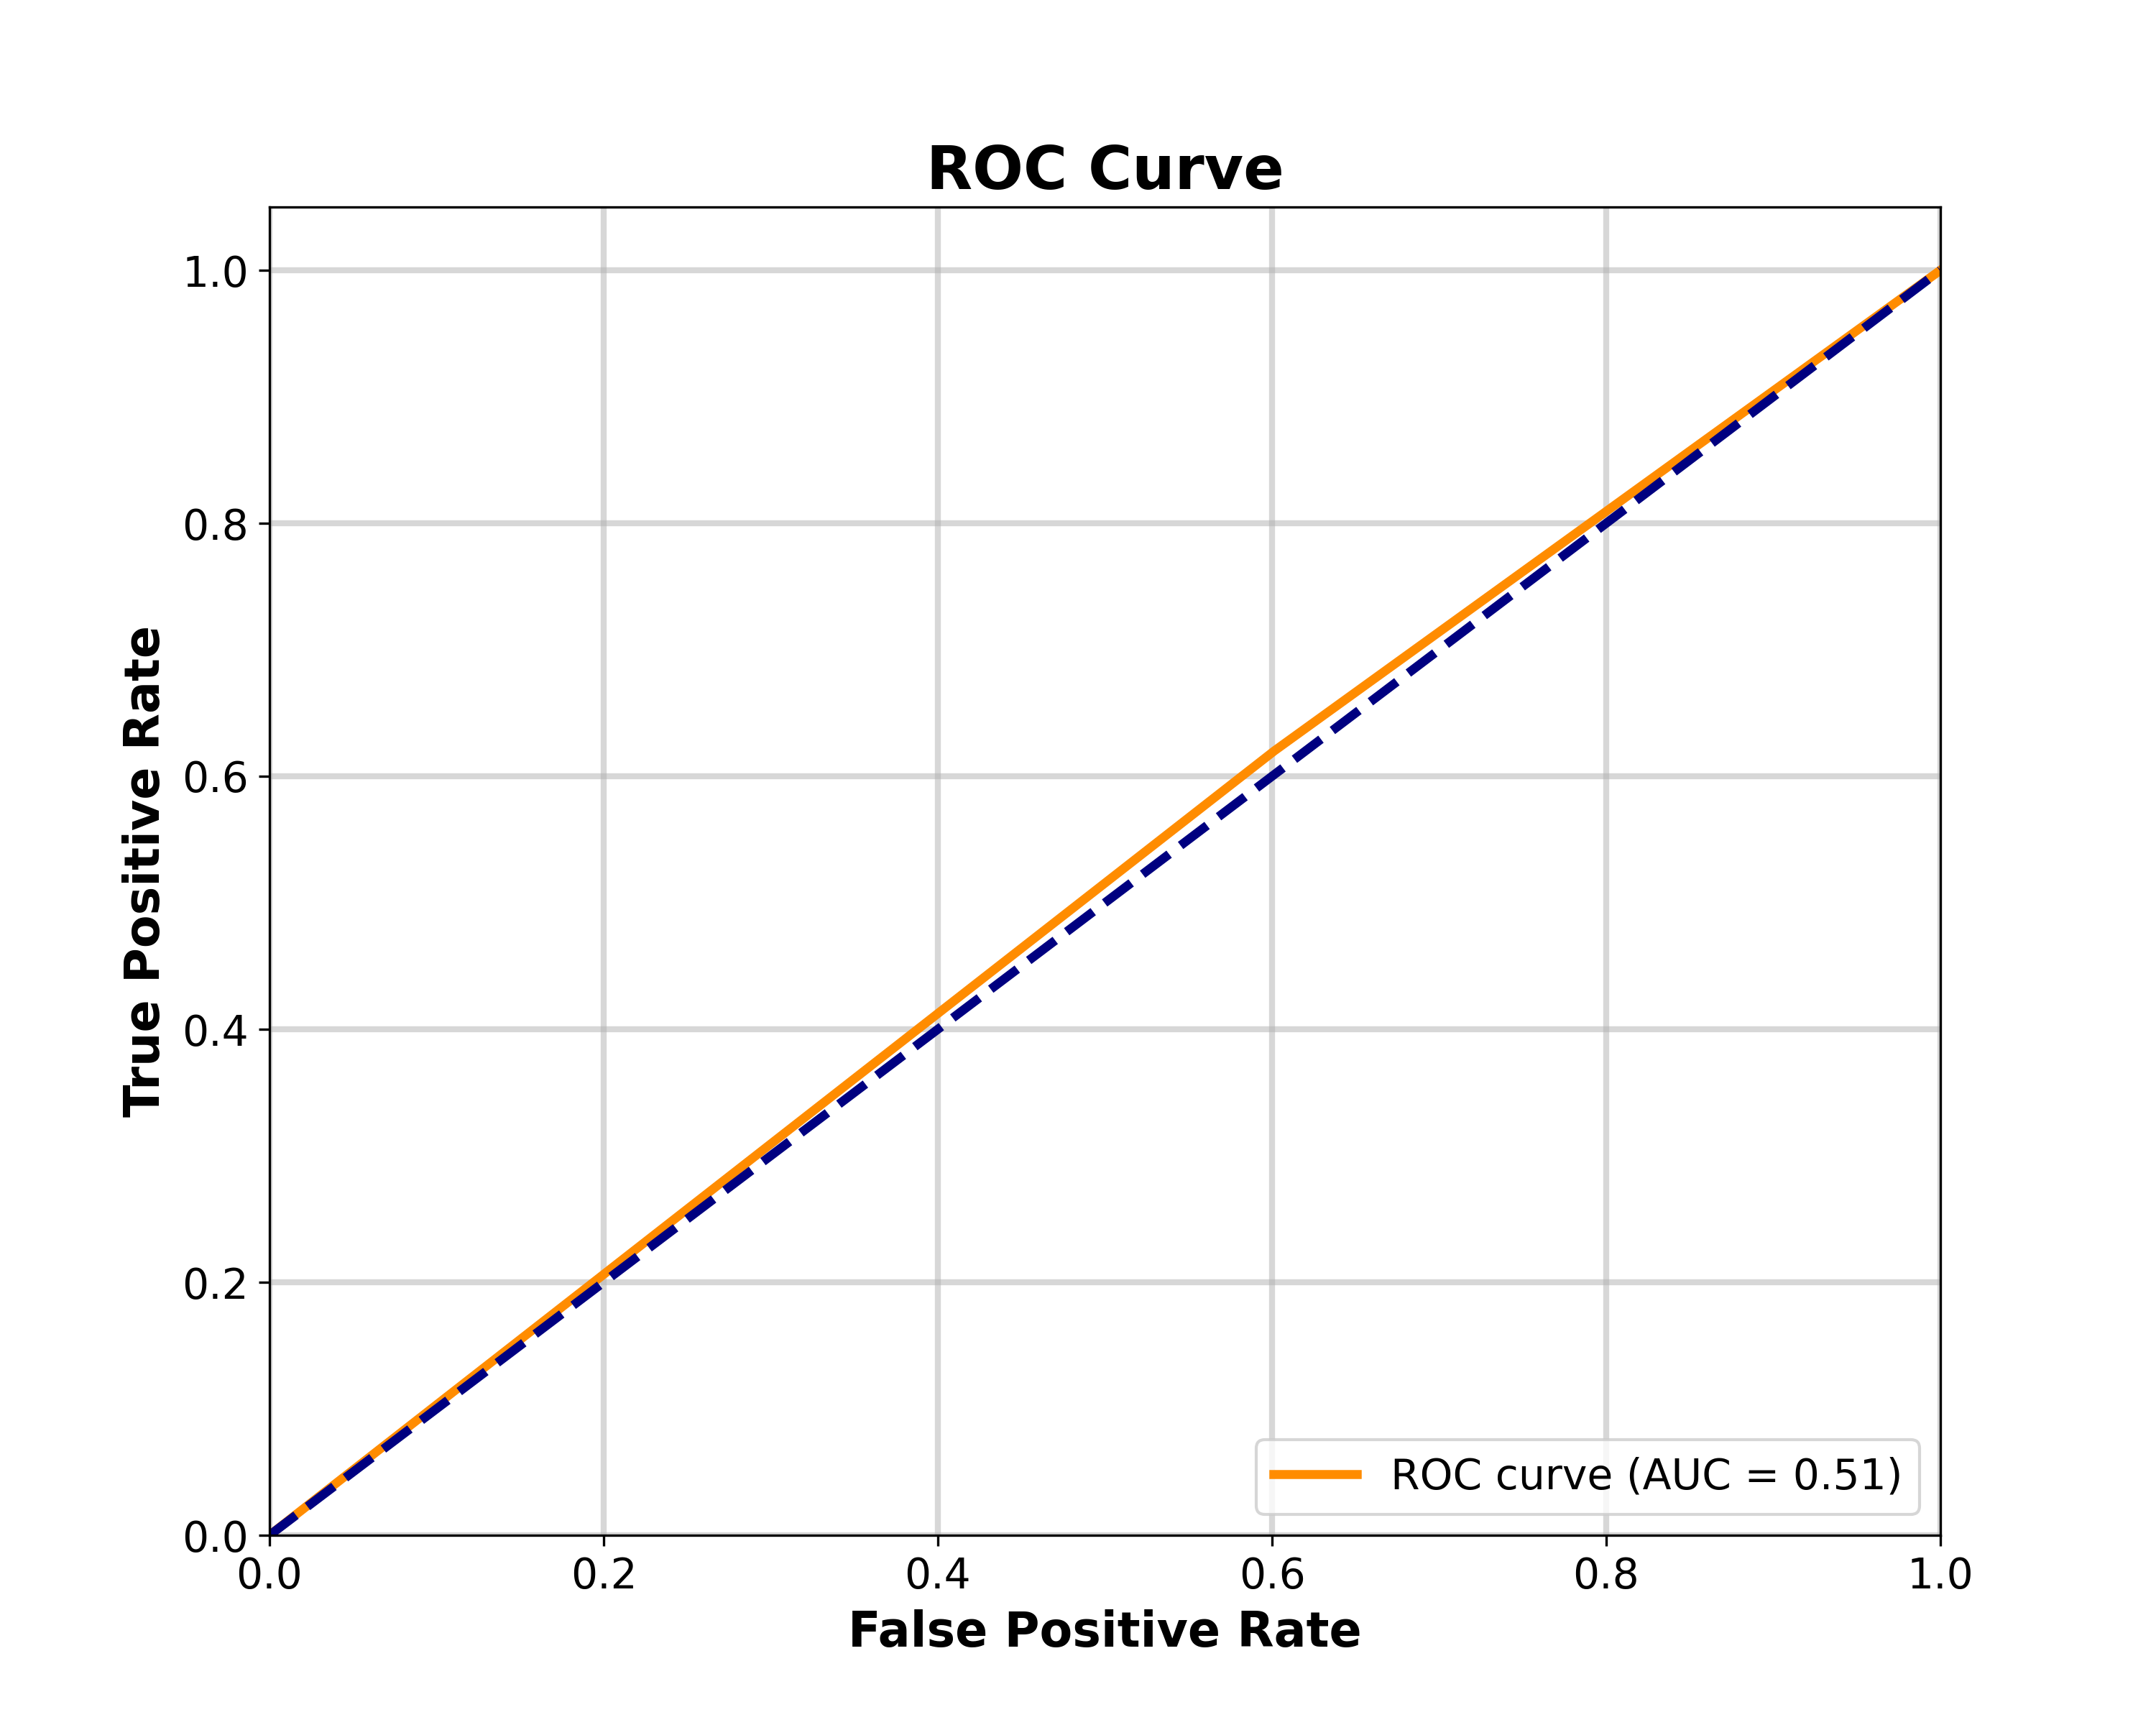 ROC Curve
True Positive Rate
1.0
0.8
0.6
0.4
0.2
0.0
0.0 0.2 0.4 0.6 0.8 1.0
False Positive Rate
ROC curve (AUC = 0.51)